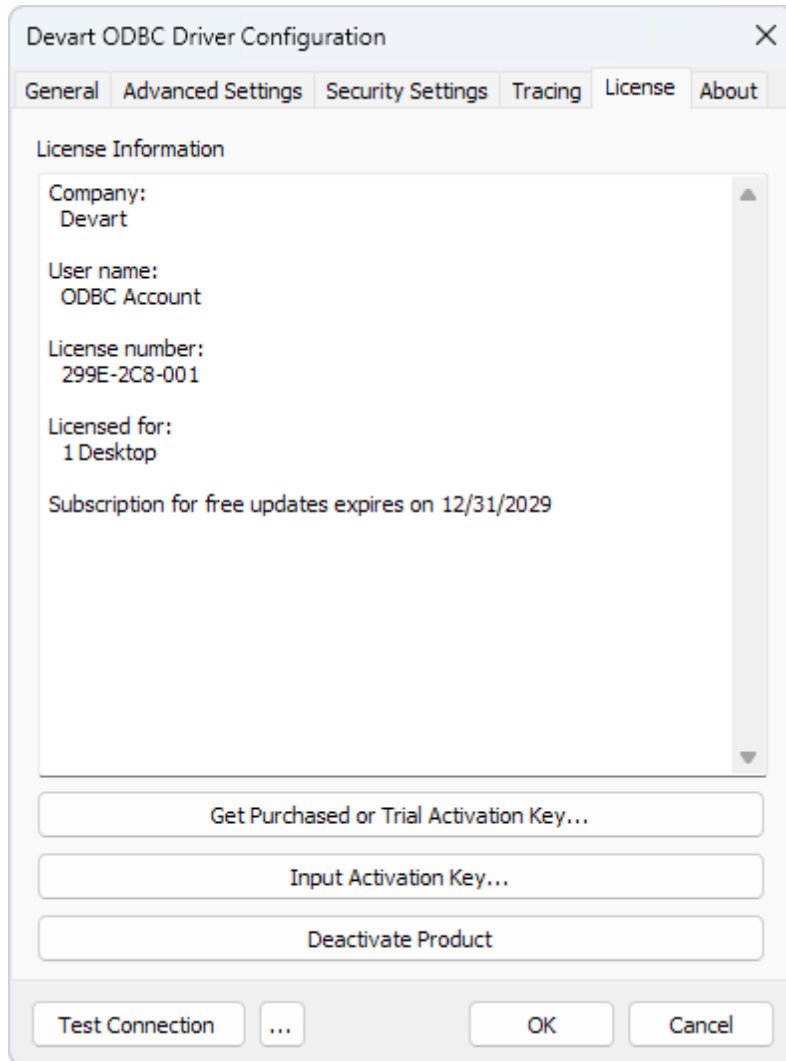 Devart ODBC Driver Configuration
General Advanced Settings Security Settings Tracing License About
License Information
Company:
Devart
User name:
ODBC Account
License number:
299E-2C8-001
Licensed for:
1 Desktop
Subscription for free updates expires on 12/31/2029
Get Purchased or Trial Activation Key...
Input Activation Key...
Deactivate Product
Test Connection ... OK Cancel